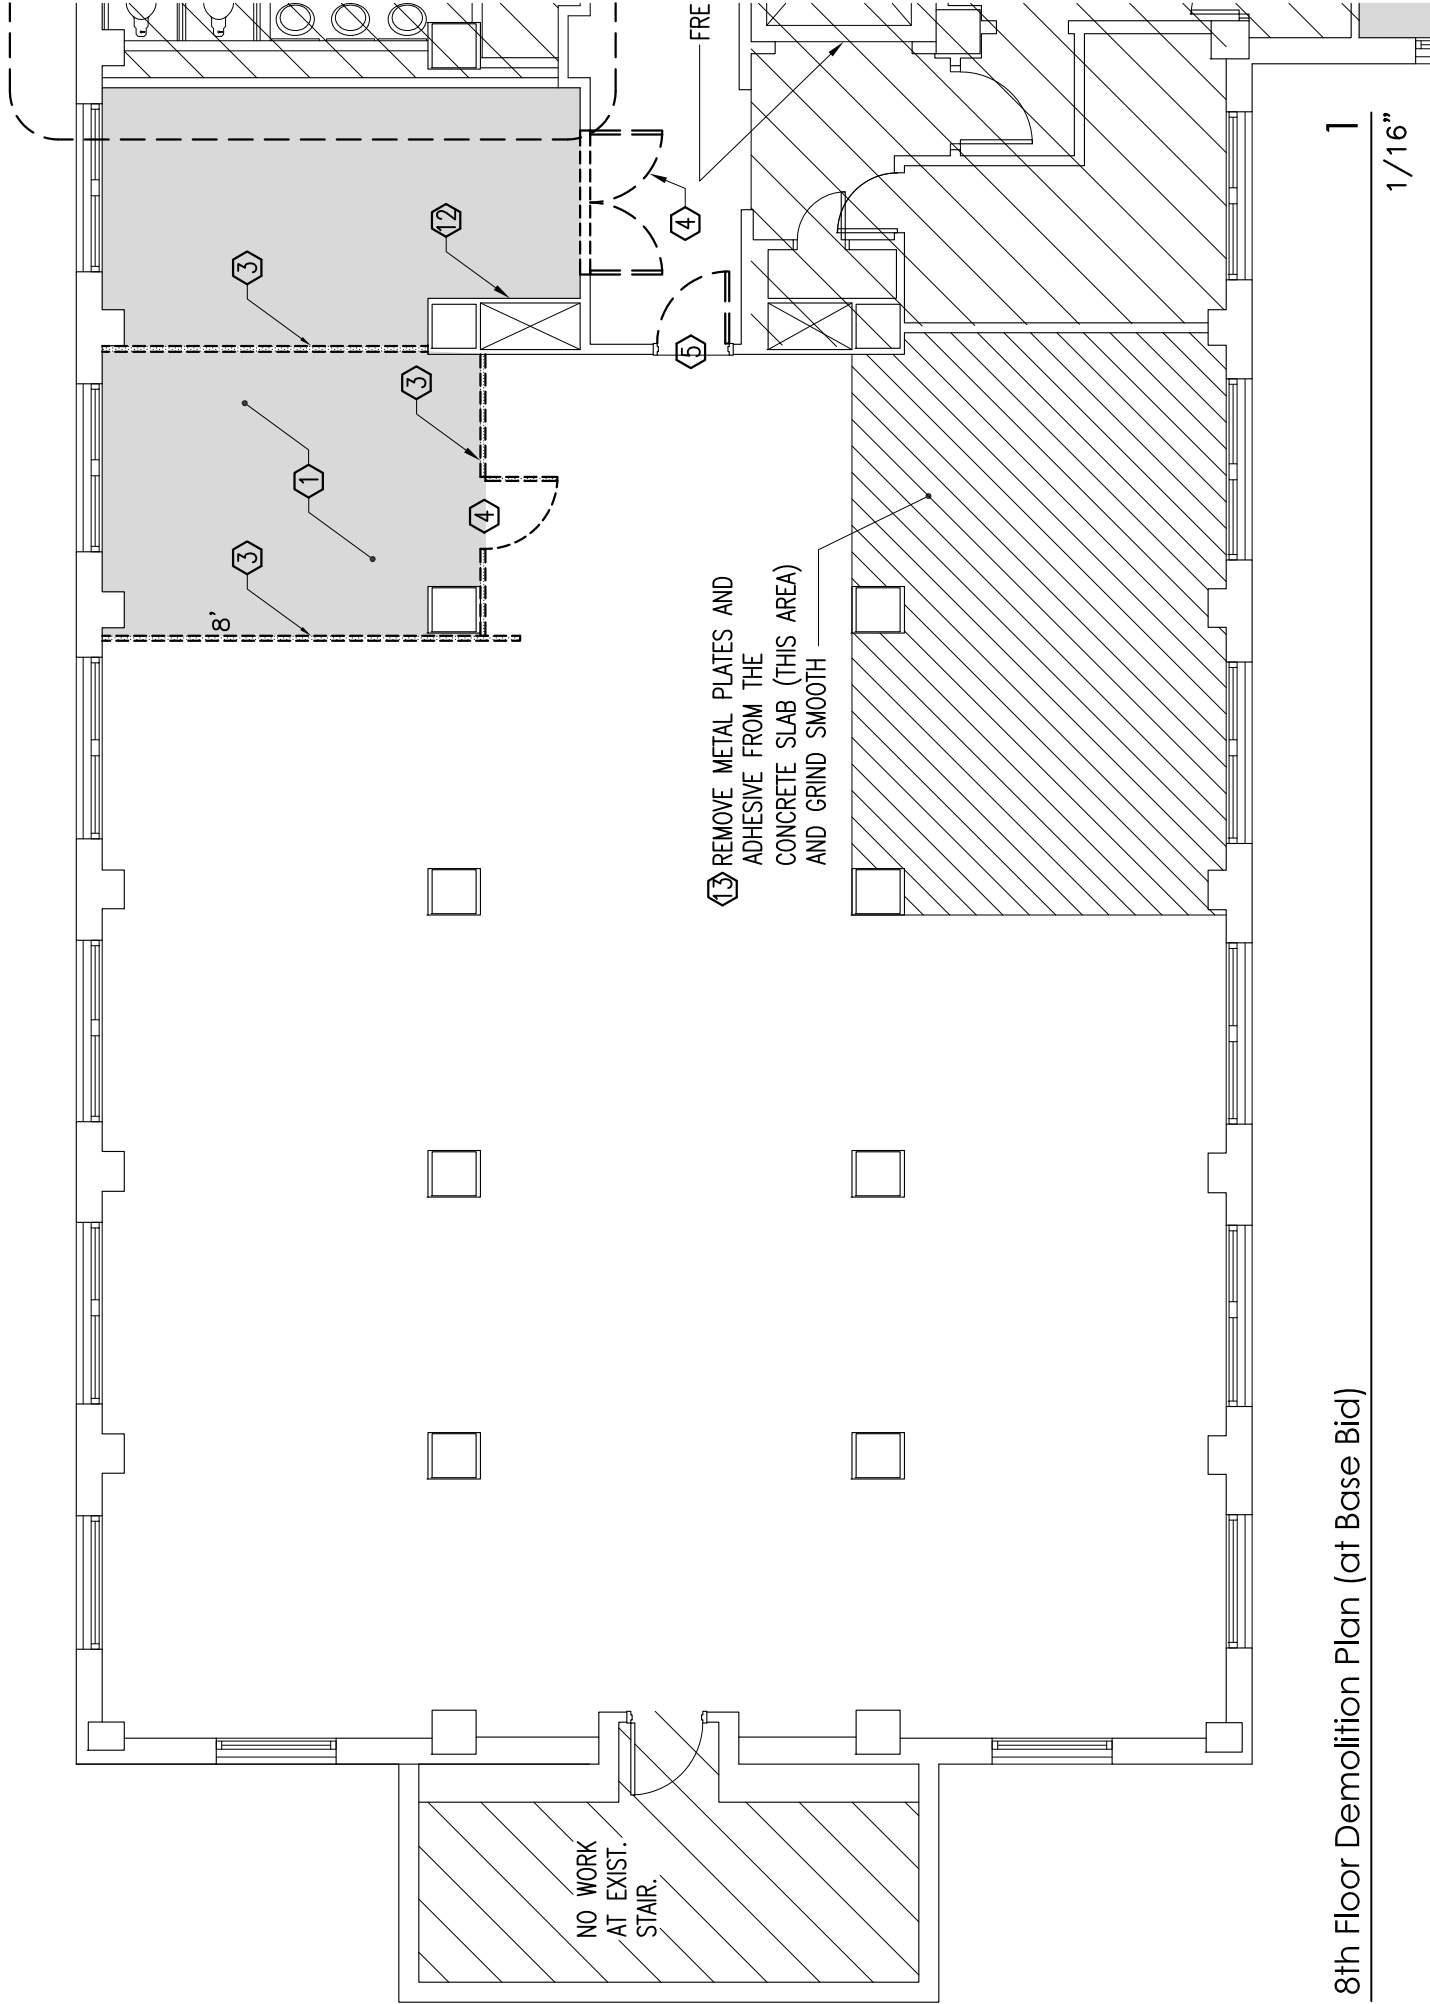 NO WORK
AT EXIST.
STAIR.
13 REMOVE METAL PLATES AND
ADHESIVE FROM THE
CONCRETE SLAB (THIS AREA)
AND GRIND SMOOTH
8'
3
1
3
3
4
12
4
5
FRE
8th Floor Demolition Plan (at Base Bid)
1
1/16"